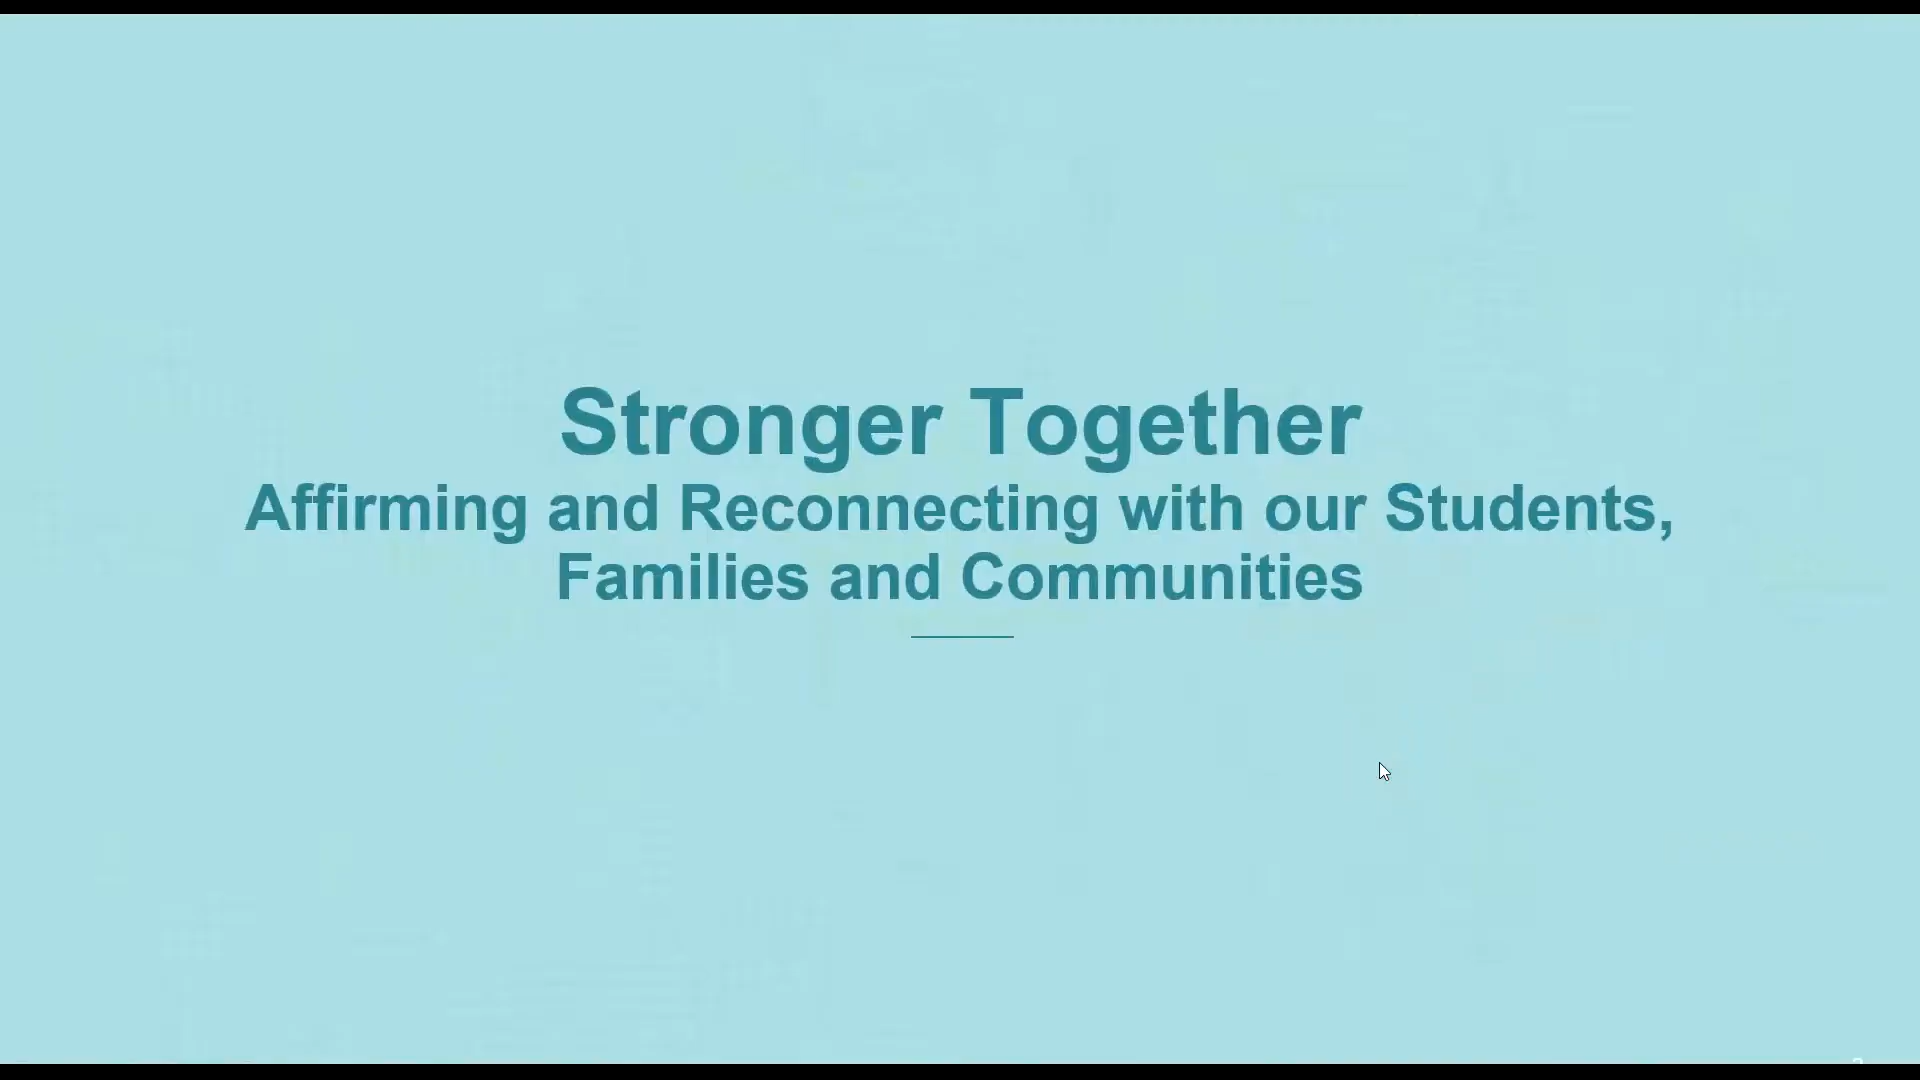 Stronger Together
Affirming and Reconnecting with our Students,
Families and Communities